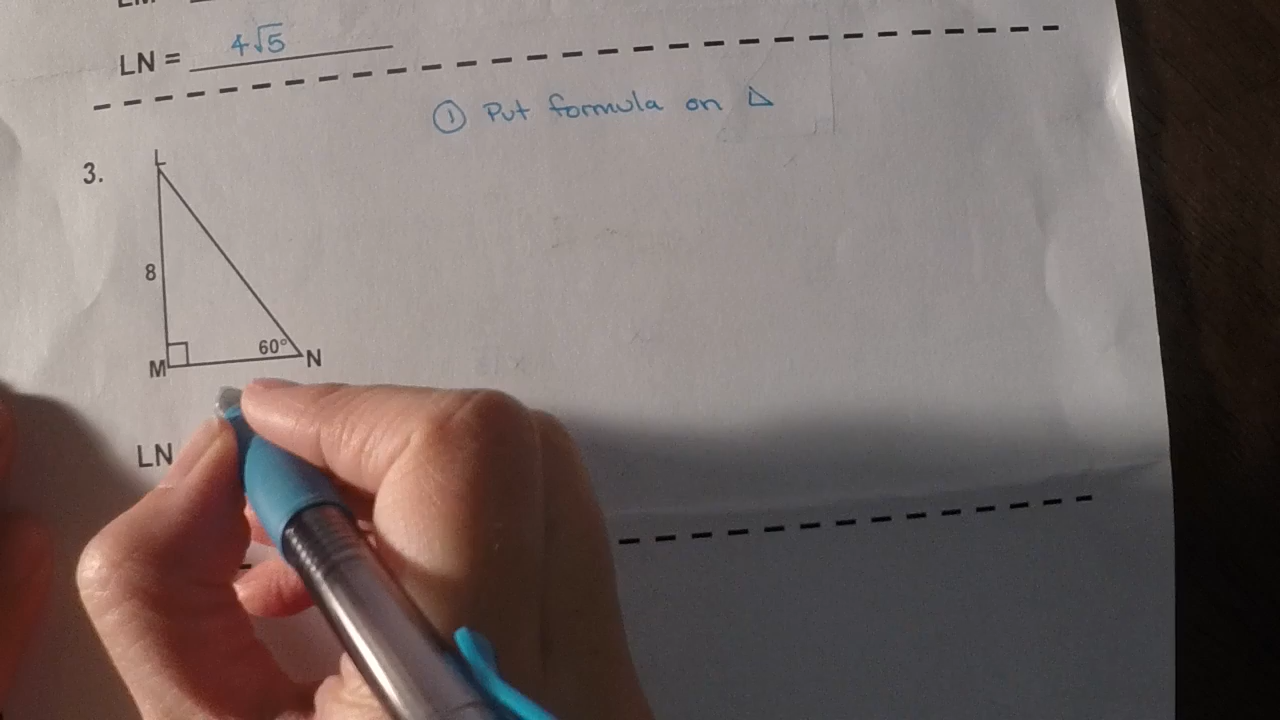 LN = 4√5
① Put formula on △
3.
L
8
60°
M
N
LN